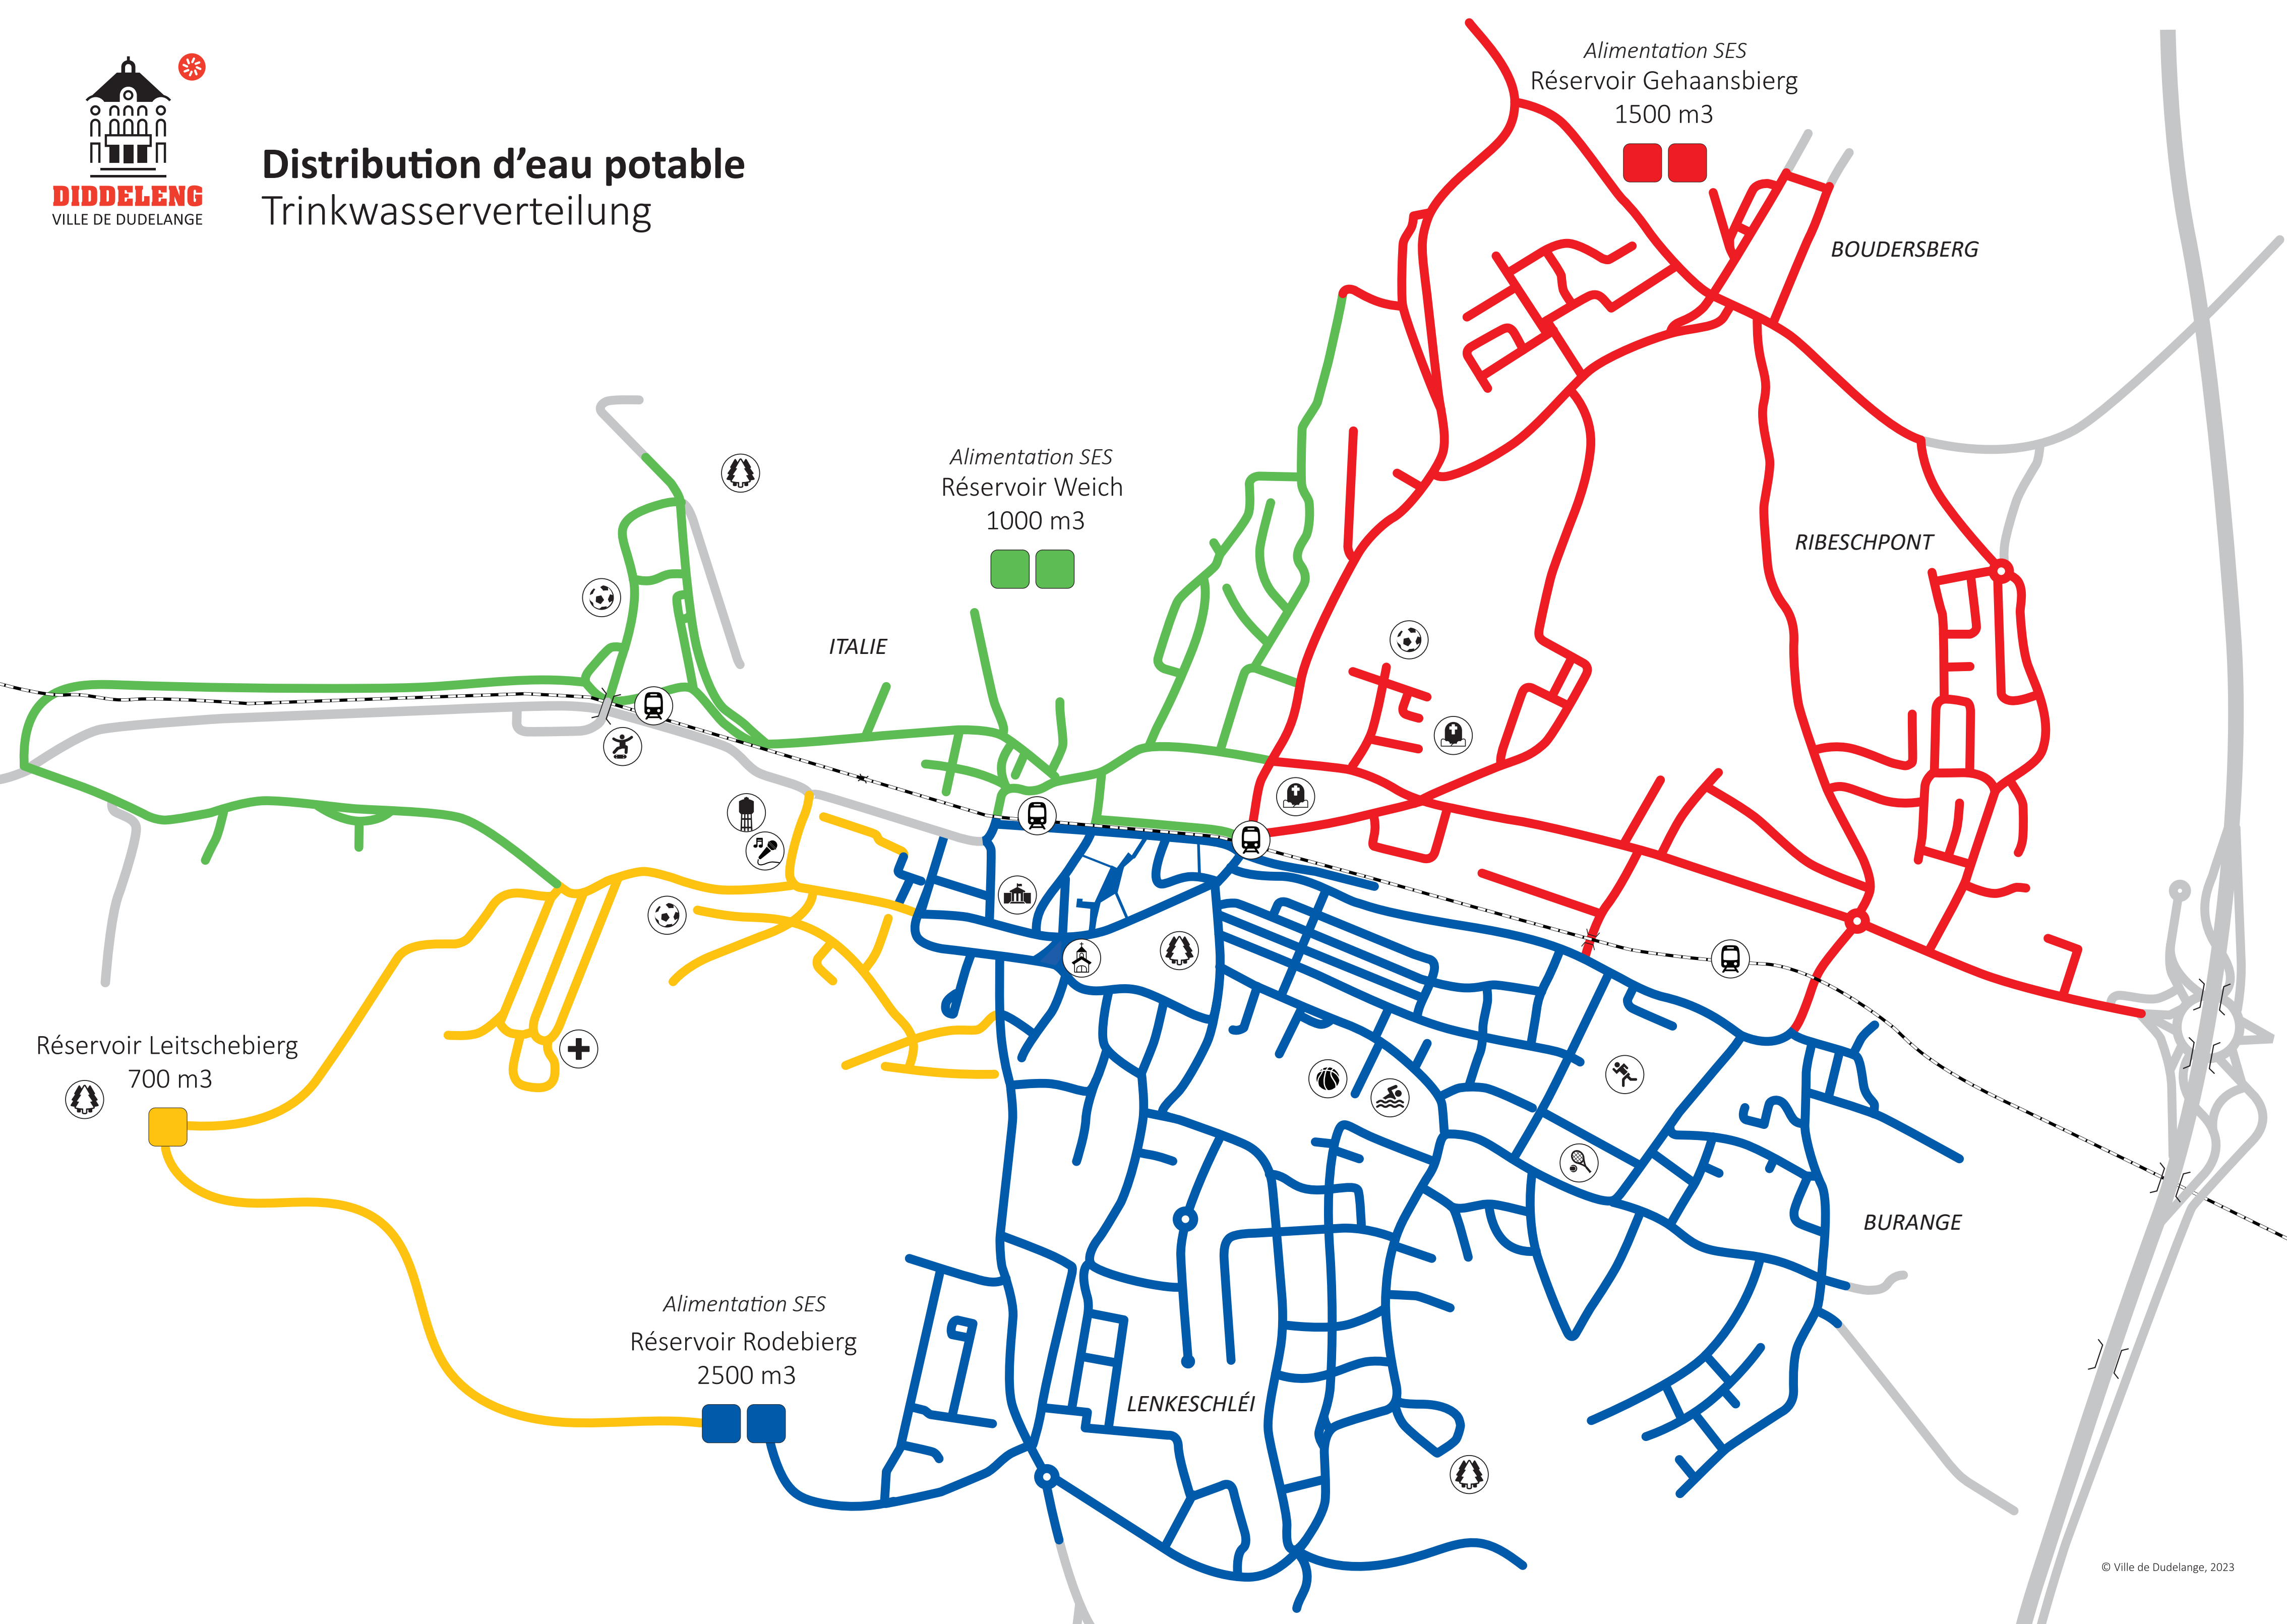 DIDDELENG
VILLE DE DUDELANGE
Distribution d’eau potable
Trinkwasserverteilung
Alimentation SES
Réservoir Gehaansbierg
1500 m3
BOUDERSBERG
Alimentation SES
Réservoir Weich
1000 m3
RIBESCHPONT
ITALIE
Réservoir Leitschebierg
700 m3
BURANGE
Alimentation SES
Réservoir Rodebierg
2500 m3
LENKESCHLÉI
© Ville de Dudelange, 2023